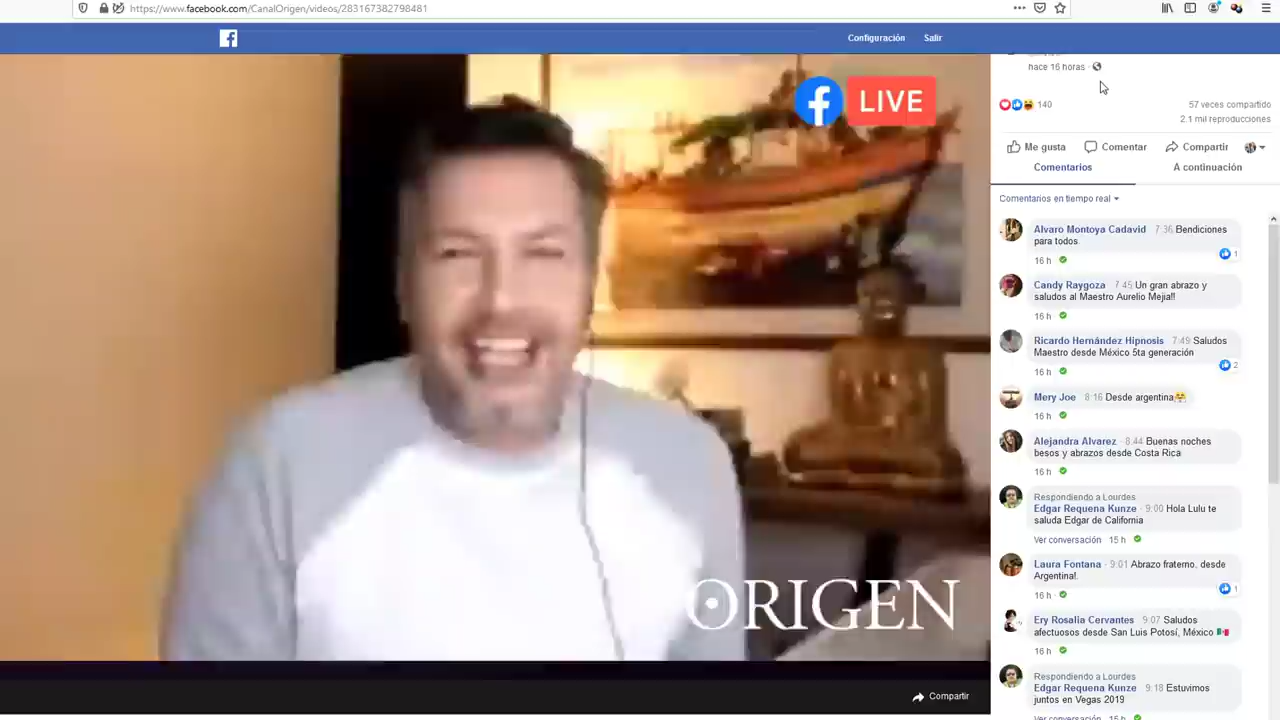 https://www.facebook.com/CanalOrigen/videos/283167382798481
Configuración
Salir
LIVE
ORIGEN
Compartir
hace 16 horas ·
140
57 veces compartido
2.1 mil reproducciones
Me gusta
Comentar
Compartir
Comentarios
A continuación
Comentarios en tiempo real
Alvaro Montoya Cadavid 7:36 Bendiciones
para todos.
1
16 h
Candy Raygoza 7:45 Un gran abrazo y
saludos al Maestro Aurelio Mejia!!
16 h
Ricardo Hernández Hipnosis 7:49 Saludos
Maestro desde México 5ta generación
2
16 h
Mery Joe 8:16 Desde argentina🤗
16 h
Alejandra Alvarez · 8:44 Buenas noches
besos y abrazos desde Costa Rica
16 h
Respondiendo a Lourdes
Edgar Requena Kunze · 9:00 Hola Lulu te
saluda Edgar de California
Ver conversación 15 h
Laura Fontana · 9:01 Abrazo fraterno. desde
Argentina!.
1
16 h ·
Ery Rosalia Cervantes · 9:07 Saludos
afectuosos desde San Luis Potosí, México 🇲🇽
16 h
Respondiendo a Lourdes
Edgar Requena Kunze · 9:18 Estuvimos
juntos en Vegas 2019
Ver conversación 15 h